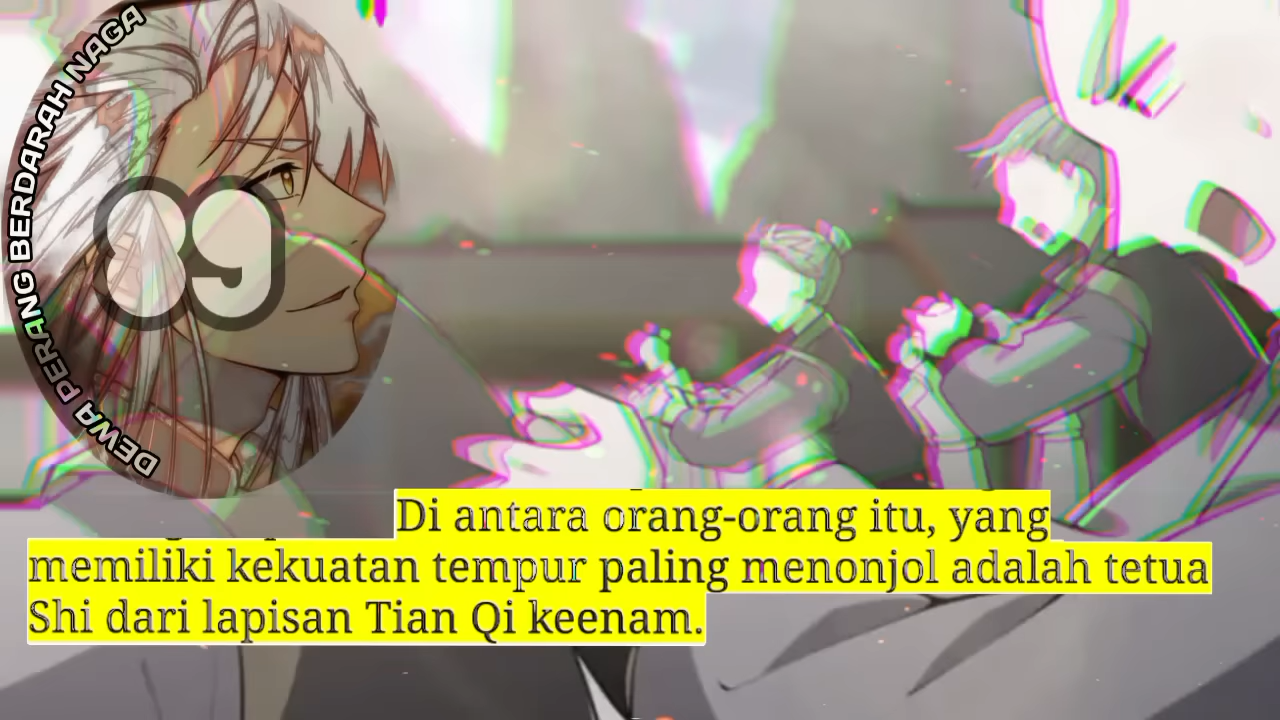 DEWA PERANG BERDARAH NAGA
89
Di antara orang-orang itu, yang
memiliki kekuatan tempur paling menonjol adalah tetua
Shi dari lapisan Tian Qi keenam.